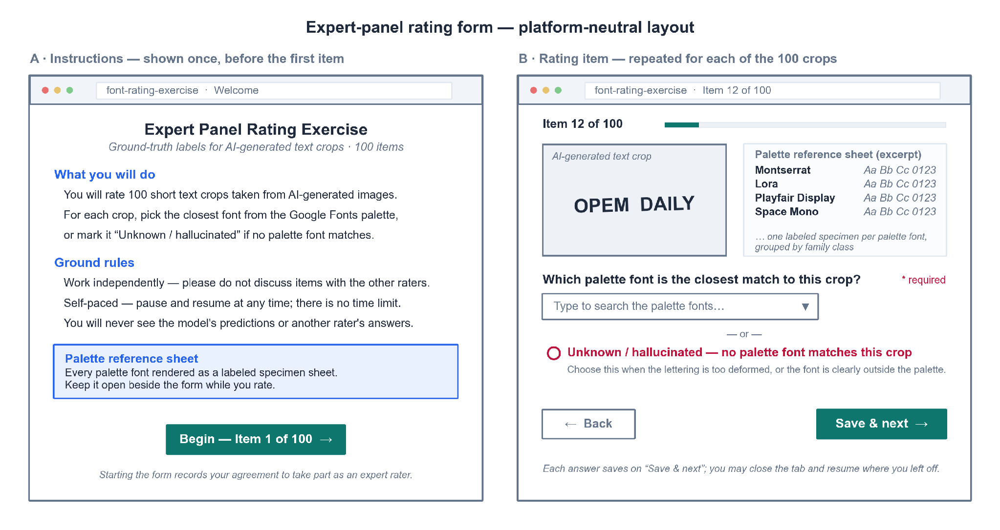 Expert-panel rating form — platform-neutral layout
A · Instructions — shown once, before the first item
font-rating-exercise · Welcome
Expert Panel Rating Exercise
Ground-truth labels for AI-generated text crops · 100 items
What you will do
You will rate 100 short text crops taken from AI-generated images.
For each crop, pick the closest font from the Google Fonts palette,
or mark it “Unknown / hallucinated” if no palette font matches.
Ground rules
Work independently — please do not discuss items with the other raters.
Self-paced — pause and resume at any time; there is no time limit.
You will never see the model's predictions or another rater's answers.
Palette reference sheet
Every palette font rendered as a labeled specimen sheet.
Keep it open beside the form while you rate.
Begin — Item 1 of 100 →
Starting the form records your agreement to take part as an expert rater.
B · Rating item — repeated for each of the 100 crops
font-rating-exercise · Item 12 of 100
Item 12 of 100
AI-generated text crop
OPEM DAILY
Palette reference sheet (excerpt)
Montserrat Aa Bb Cc 0123
Lora Aa Bb Cc 0123
Playfair Display Aa Bb Cc 0123
Space Mono Aa Bb Cc 0123
… one labeled specimen per palette font,
grouped by family class
Which palette font is the closest match to this crop? * required
Type to search the palette fonts… ▼
— or —
Unknown / hallucinated — no palette font matches this crop
Choose this when the lettering is too deformed, or the font is clearly outside the palette.
← Back
Save & next →
Each answer saves on “Save & next”; you may close the tab and resume where you left off.